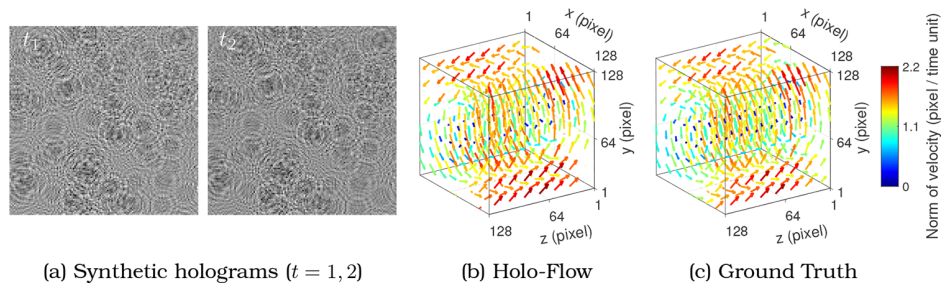 t₁
t₂
1
x (pixel)
64
128
128
y (pixel)
64
1
64
128
z (pixel)
1
x (pixel)
64
128
128
y (pixel)
64
1
64
128
z (pixel)
2.2
1.1
0
Norm of velocity (pixel / time unit)
(a) Synthetic holograms (t = 1, 2)
(b) Holo-Flow
(c) Ground Truth